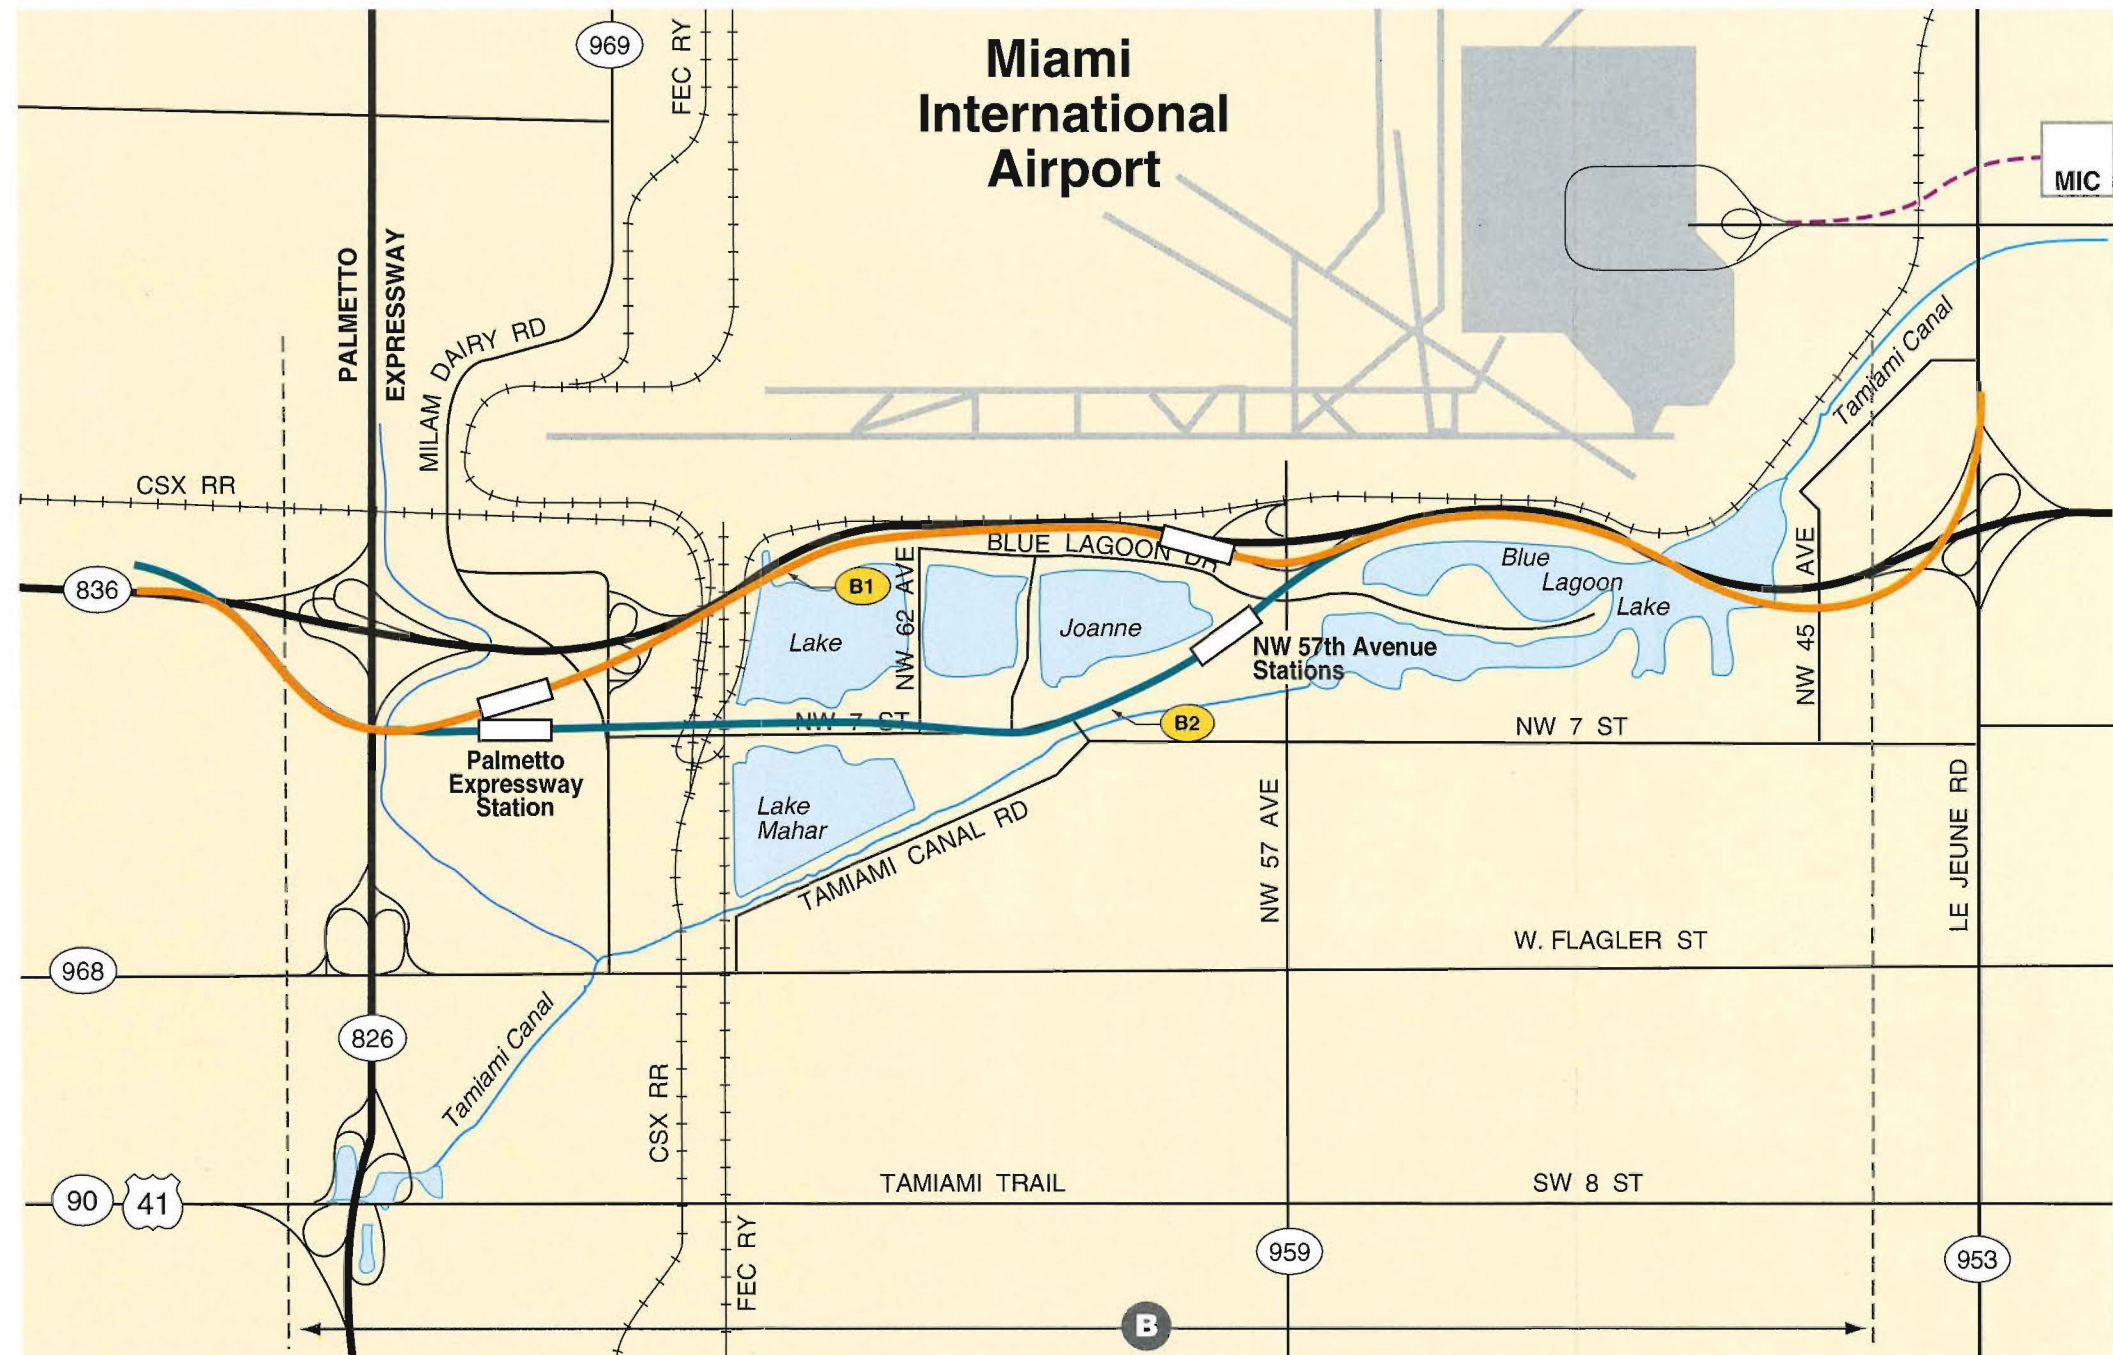 969
FEC RY
Miami
International
Airport
MIC
PALMETTO
EXPRESSWAY
MILAM DAIRY RD
Tamiami Canal
CSX RR
836
BLUE LAGOON DR
B1
NW 62 AVE
Lake
Joanne
Blue
Lagoon
Lake
NW 45 AVE
NW 57th Avenue
Stations
NW 7 ST
B2
NW 7 ST
Palmetto
Expressway
Station
Lake
Mahar
TAMIAMI CANAL RD
NW 57 AVE
LE JEUNE RD
W. FLAGLER ST
968
826
Tamiami Canal
CSX RR
90
41
TAMIAMI TRAIL
SW 8 ST
FEC RY
959
953
B